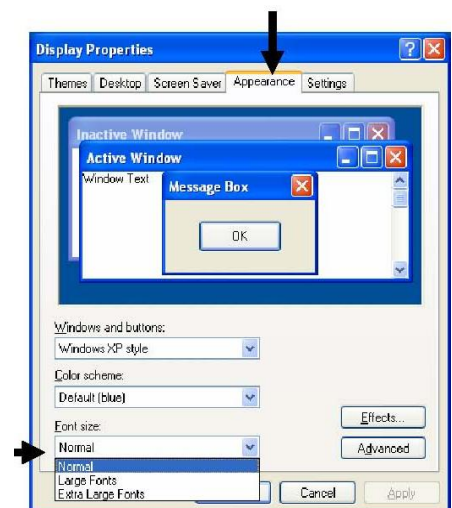 Display Properties
Themes Desktop Screen Saver Appearance Settings
Inactive Window
Active Window
Window Text
Message Box
OK
Windows and buttons:
Windows XP style
Color scheme:
Default (blue)
Font size:
Effects...
Normal
Advanced
Normal
Large Fonts
Extra Large Fonts
Cancel Apply